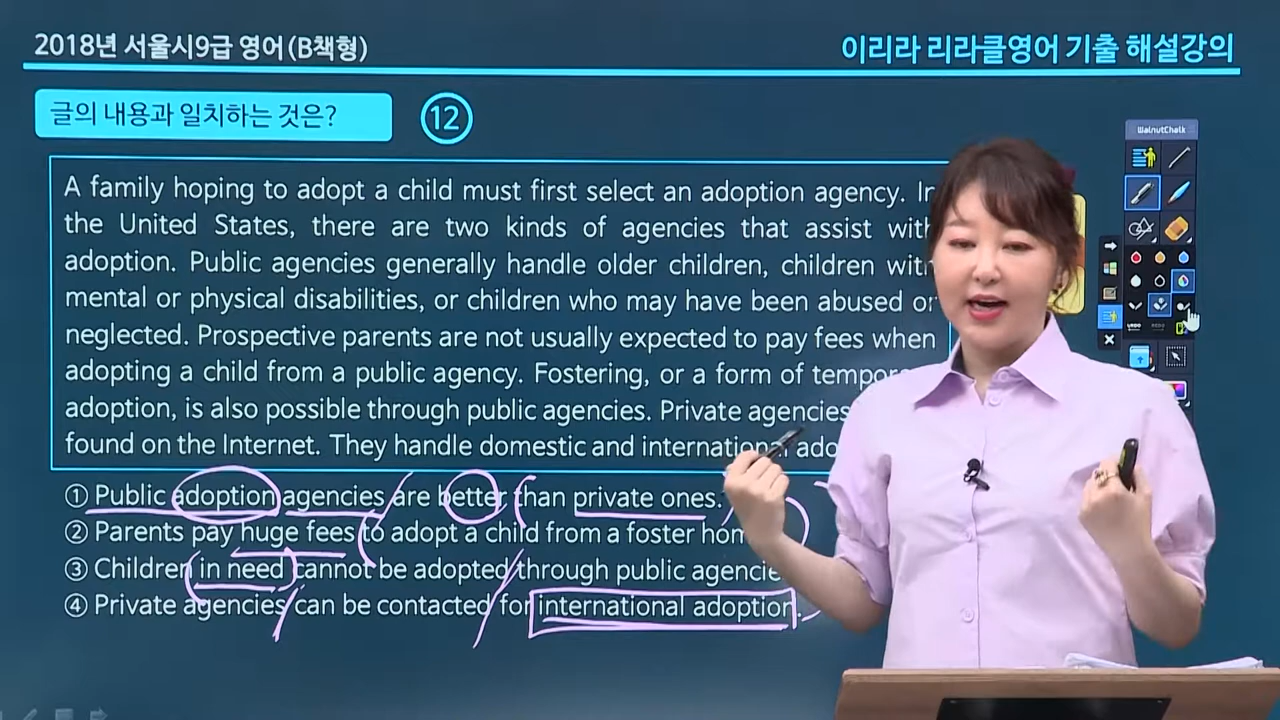 2018년 서울시9급 영어(B책형)
이리라 리라클영어 기출 해설강의
글의 내용과 일치하는 것은?
12
WalnutChalk
A family hoping to adopt a child must first select an adoption agency. In
the United States, there are two kinds of agencies that assist with
adoption. Public agencies generally handle older children, children with
mental or physical disabilities, or children who may have been abused or
neglected. Prospective parents are not usually expected to pay fees when
adopting a child from a public agency. Fostering, or a form of tempora
adoption, is also possible through public agencies. Private agencies
found on the Internet. They handle domestic and international ado
① Public adoption agencies are better than private ones.
② Parents pay huge fees to adopt a child from a foster hom
③ Children in need cannot be adopted through public agencie
④ Private agencies can be contacted for international adoption.